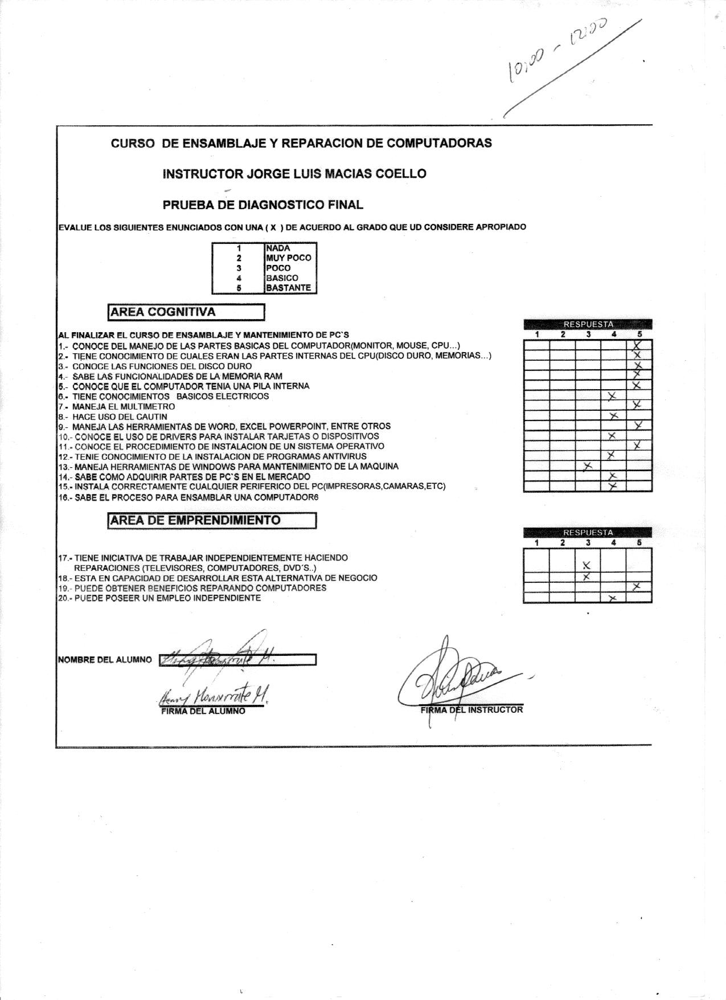 10:00 - 12:00
CURSO DE ENSAMBLAJE Y REPARACION DE COMPUTADORAS
INSTRUCTOR JORGE LUIS MACIAS COELLO
PRUEBA DE DIAGNOSTICO FINAL
EVALUE LOS SIGUIENTES ENUNCIADOS CON UNA ( X ) DE ACUERDO AL GRADO QUE UD CONSIDERE APROPIADO
1 NADA
2 MUY POCO
3 POCO
4 BASICO
5 BASTANTE
AREA COGNITIVA
RESPUESTA
AL FINALIZAR EL CURSO DE ENSAMBLAJE Y MANTENIMIENTO DE PC`S 1 2 3 4 5
1.- CONOCE DEL MANEJO DE LAS PARTES BASICAS DEL COMPUTADOR(MONITOR, MOUSE, CPU...) X
2.- TIENE CONOCIMIENTO DE CUALES ERAN LAS PARTES INTERNAS DEL CPU(DISCO DURO, MEMORIAS...) X
3.- CONOCE LAS FUNCIONES DEL DISCO DURO X
4.- SABE LAS FUNCIONALIDADES DE LA MEMORIA RAM X
5.- CONOCE QUE EL COMPUTADOR TENIA UNA PILA INTERNA X
6.- TIENE CONOCIMIENTOS BASICOS ELECTRICOS X
7.- MANEJA EL MULTIMETRO X
8.- HACE USO DEL CAUTIN X
9.- MANEJA LAS HERRAMIENTAS DE WORD, EXCEL POWERPOINT, ENTRE OTROS X
10.- CONOCE EL USO DE DRIVERS PARA INSTALAR TARJETAS O DISPOSITIVOS X
11.- CONOCE EL PROCEDIMIENTO DE INSTALACION DE UN SISTEMA OPERATIVO X
12.- TENIE CONOCIMIENTO DE LA INSTALACION DE PROGRAMAS ANTIVIRUS X
13.- MANEJA HERRAMIENTAS DE WINDOWS PARA MANTENIMIENTO DE LA MAQUINA X
14.- SABE COMO ADQUIRIR PARTES DE PC`S EN EL MERCADO X
15.- INSTALA CORRECTAMENTE CUALQUIER PERIFERICO DEL PC(IMPRESORAS,CAMARAS,ETC) X
16.- SABE EL PROCESO PARA ENSAMBLAR UNA COMPUTADOR6
AREA DE EMPRENDIMIENTO
RESPUESTA
1 2 3 4 5
17.- TIENE INICIATIVA DE TRABAJAR INDEPENDIENTEMENTE HACIENDO
REPARACIONES (TELEVISORES, COMPUTADORES, DVD´S..) X
18.- ESTA EN CAPACIDAD DE DESARROLLAR ESTA ALTERNATIVA DE NEGOCIO X
19.- PUEDE OBTENER BENEFICIOS REPARANDO COMPUTADORES X
20.- PUEDE POSEER UN EMPLEO INDEPENDIENTE X
NOMBRE DEL ALUMNO
Henry Monserrate M.
FIRMA DEL ALUMNO FIRMA DEL INSTRUCTOR